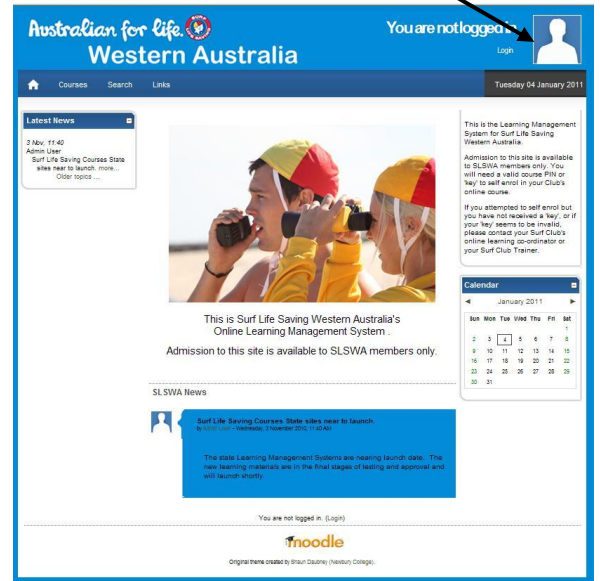 Australian for life.
Western Australia
You are not logged in
Login
Courses Search Links
Tuesday 04 January 2011
Latest News
3 Nov, 11:40
Admin User
Surf Life Saving Courses State
sites near to launch. more...
Older topics ...
This is Surf Life Saving Western Australia's
Online Learning Management System .
Admission to this site is available to SLSWA members only.
SLSWA News
Surf Life Saving Courses State sites near to launch.
by Admin User - Wednesday, 3 November 2010, 11:40 AM
The state Learning Management Systems are nearing launch date. The
new learning materials are in the final stages of testing and approval and
will launch shortly.
This is the Learning Management
System for Surf Life Saving
Western Australia.
Admission to this site is available
to SLSWA members only. You
will need a valid course PIN or
'key' to self enrol in your Club's
online course.
If you attempted to self enrol but
you have not received a 'key', or if
your 'key' seems to be invalid,
please contact your Surf Club's
online learning co-ordinator or
your Surf Club Trainer.
Calendar
◄ January 2011 ►
Sun Mon Tue Wed Thu Fri Sat
1
2 3 4 5 6 7 8
9 10 11 12 13 14 15
16 17 18 19 20 21 22
23 24 25 26 27 28 29
30 31
You are not logged in. (Login)
moodle
Original theme created by Shaun Daubney (Newbury College).